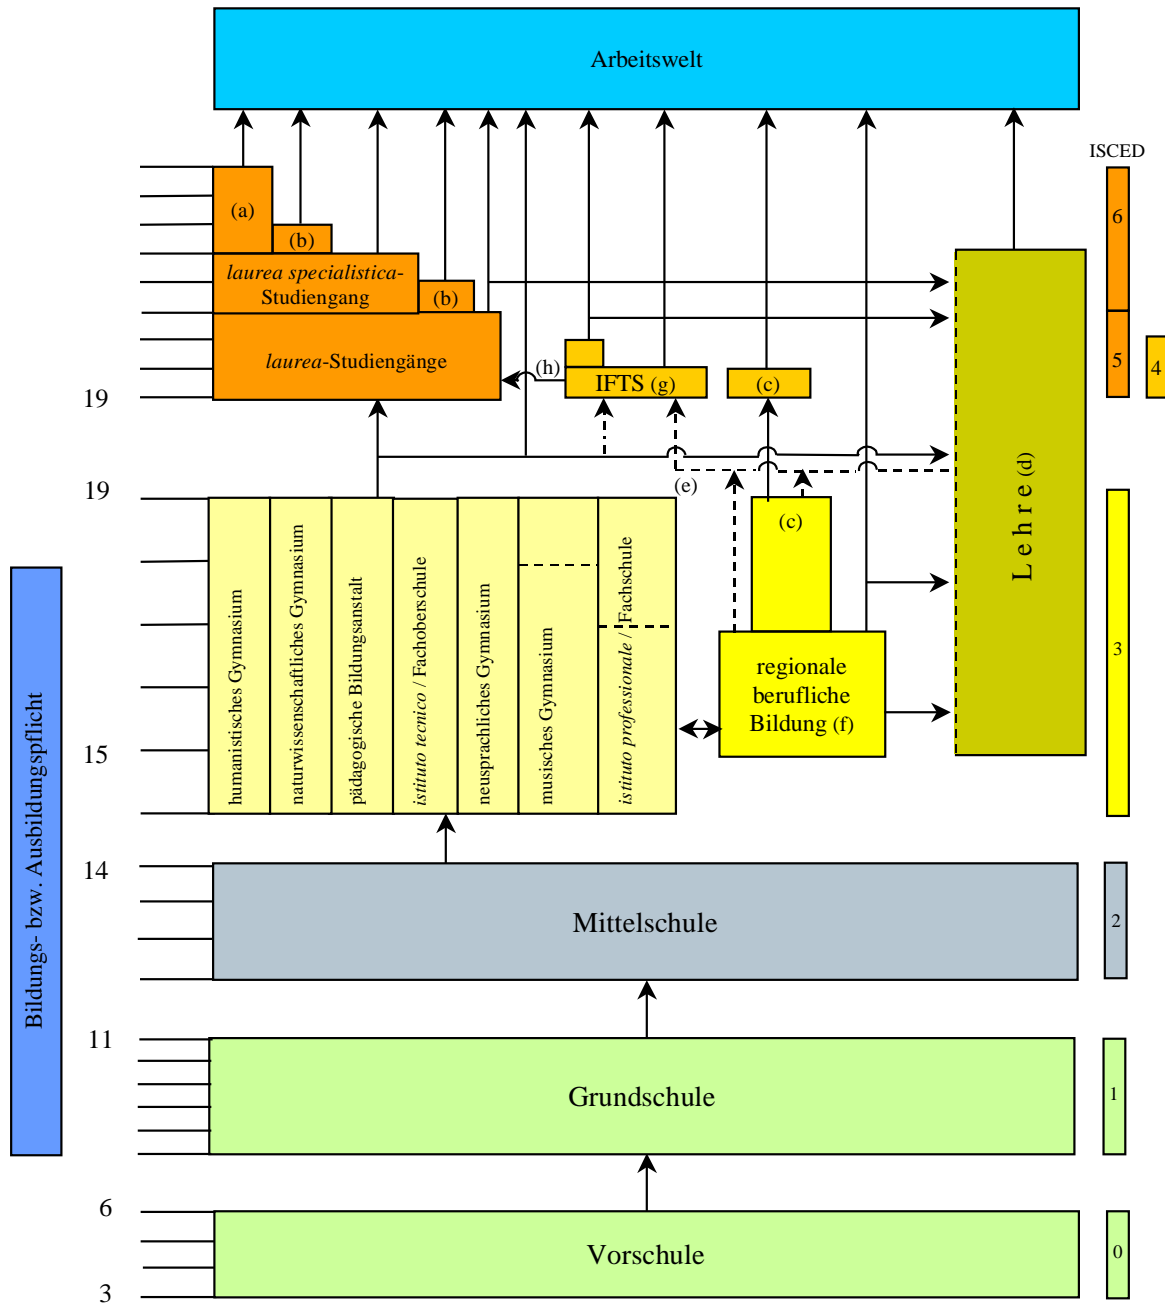 Arbeitswelt
ISCED
(a)
6
(b)
laurea specialistica-
Studiengang
(b)
laurea-Studiengänge
(h)
5
4
IFTS (g)
(c)
19
19
(e)
(c)
Lehre (d)
humanistisches Gymnasium
naturwissenschaftliches Gymnasium
pädagogische Bildungsanstalt
istituto tecnico / Fachoberschule
neusprachliches Gymnasium
musisches Gymnasium
istituto professionale / Fachschule
regionale
berufliche
Bildung (f)
3
Bildungs- bzw. Ausbildungspflicht
15
14
Mittelschule
2
11
Grundschule
1
6
Vorschule
0
3